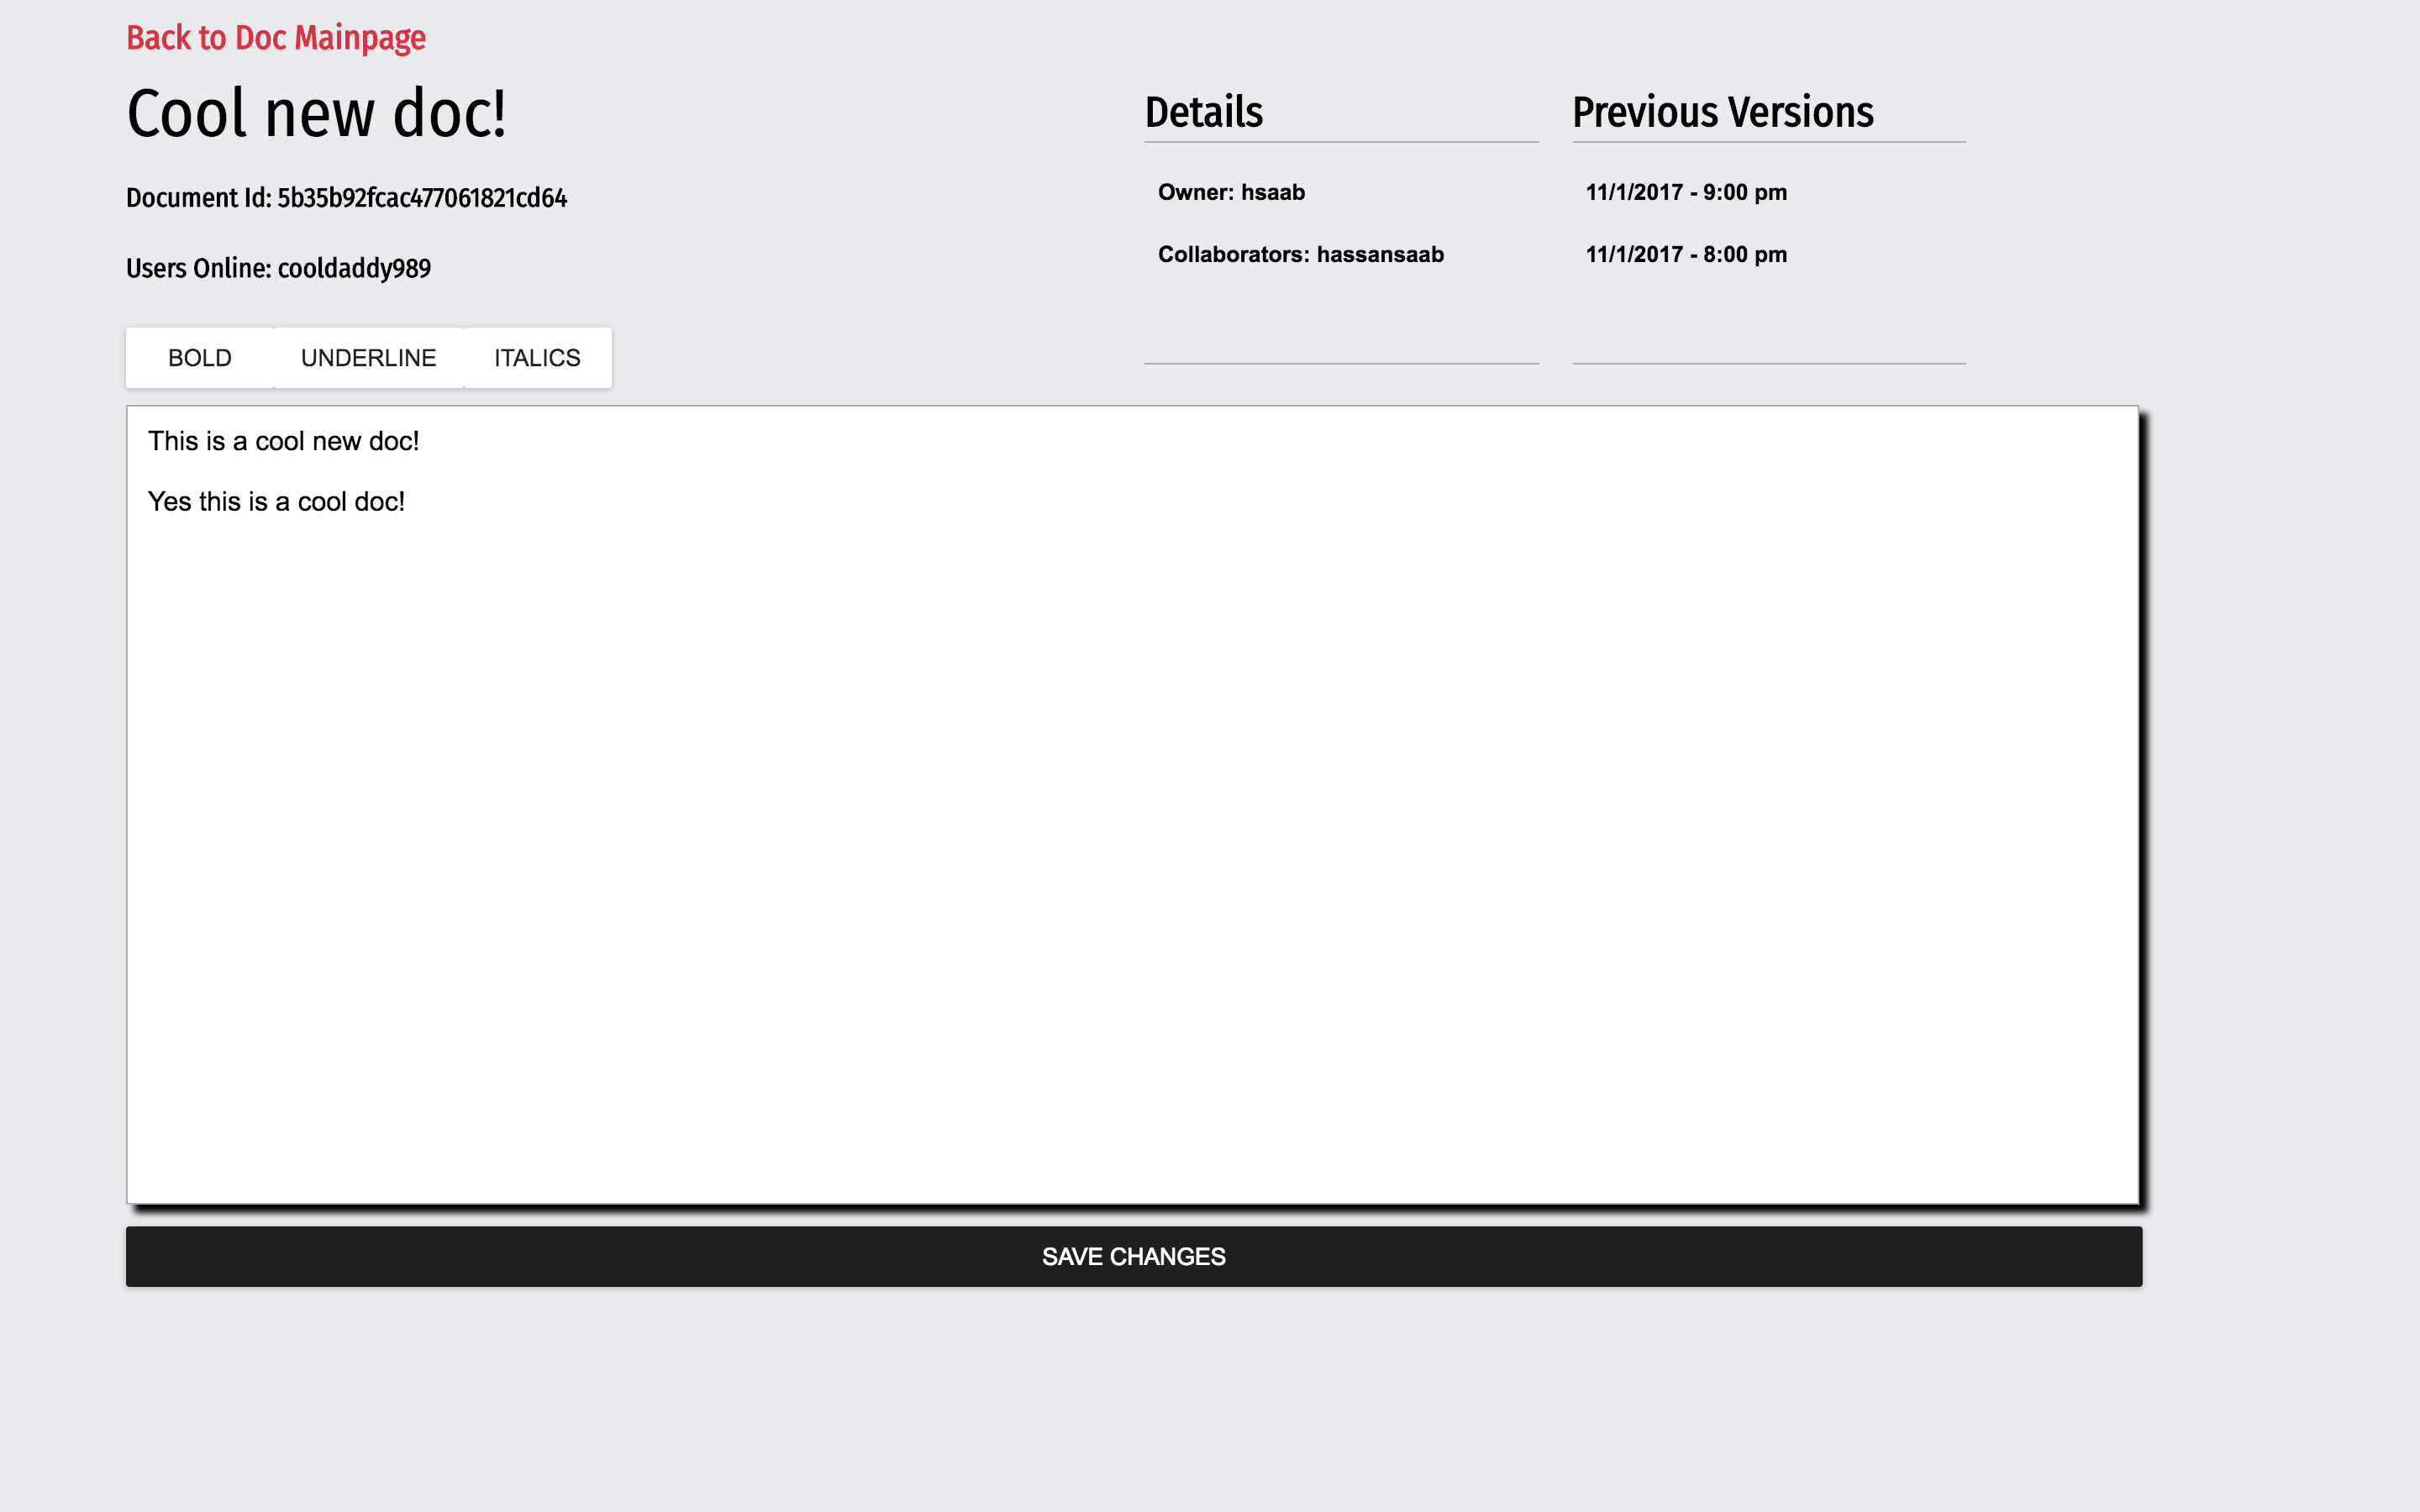 Back to Doc Mainpage
Cool new doc!
Document Id: 5b35b92fcac477061821cd64
Users Online: cooldaddy989
Details
Owner: hsaab
Collaborators: hassansaab
Previous Versions
11/1/2017 - 9:00 pm
11/1/2017 - 8:00 pm
BOLD UNDERLINE ITALICS
This is a cool new doc!
Yes this is a cool doc!
SAVE CHANGES